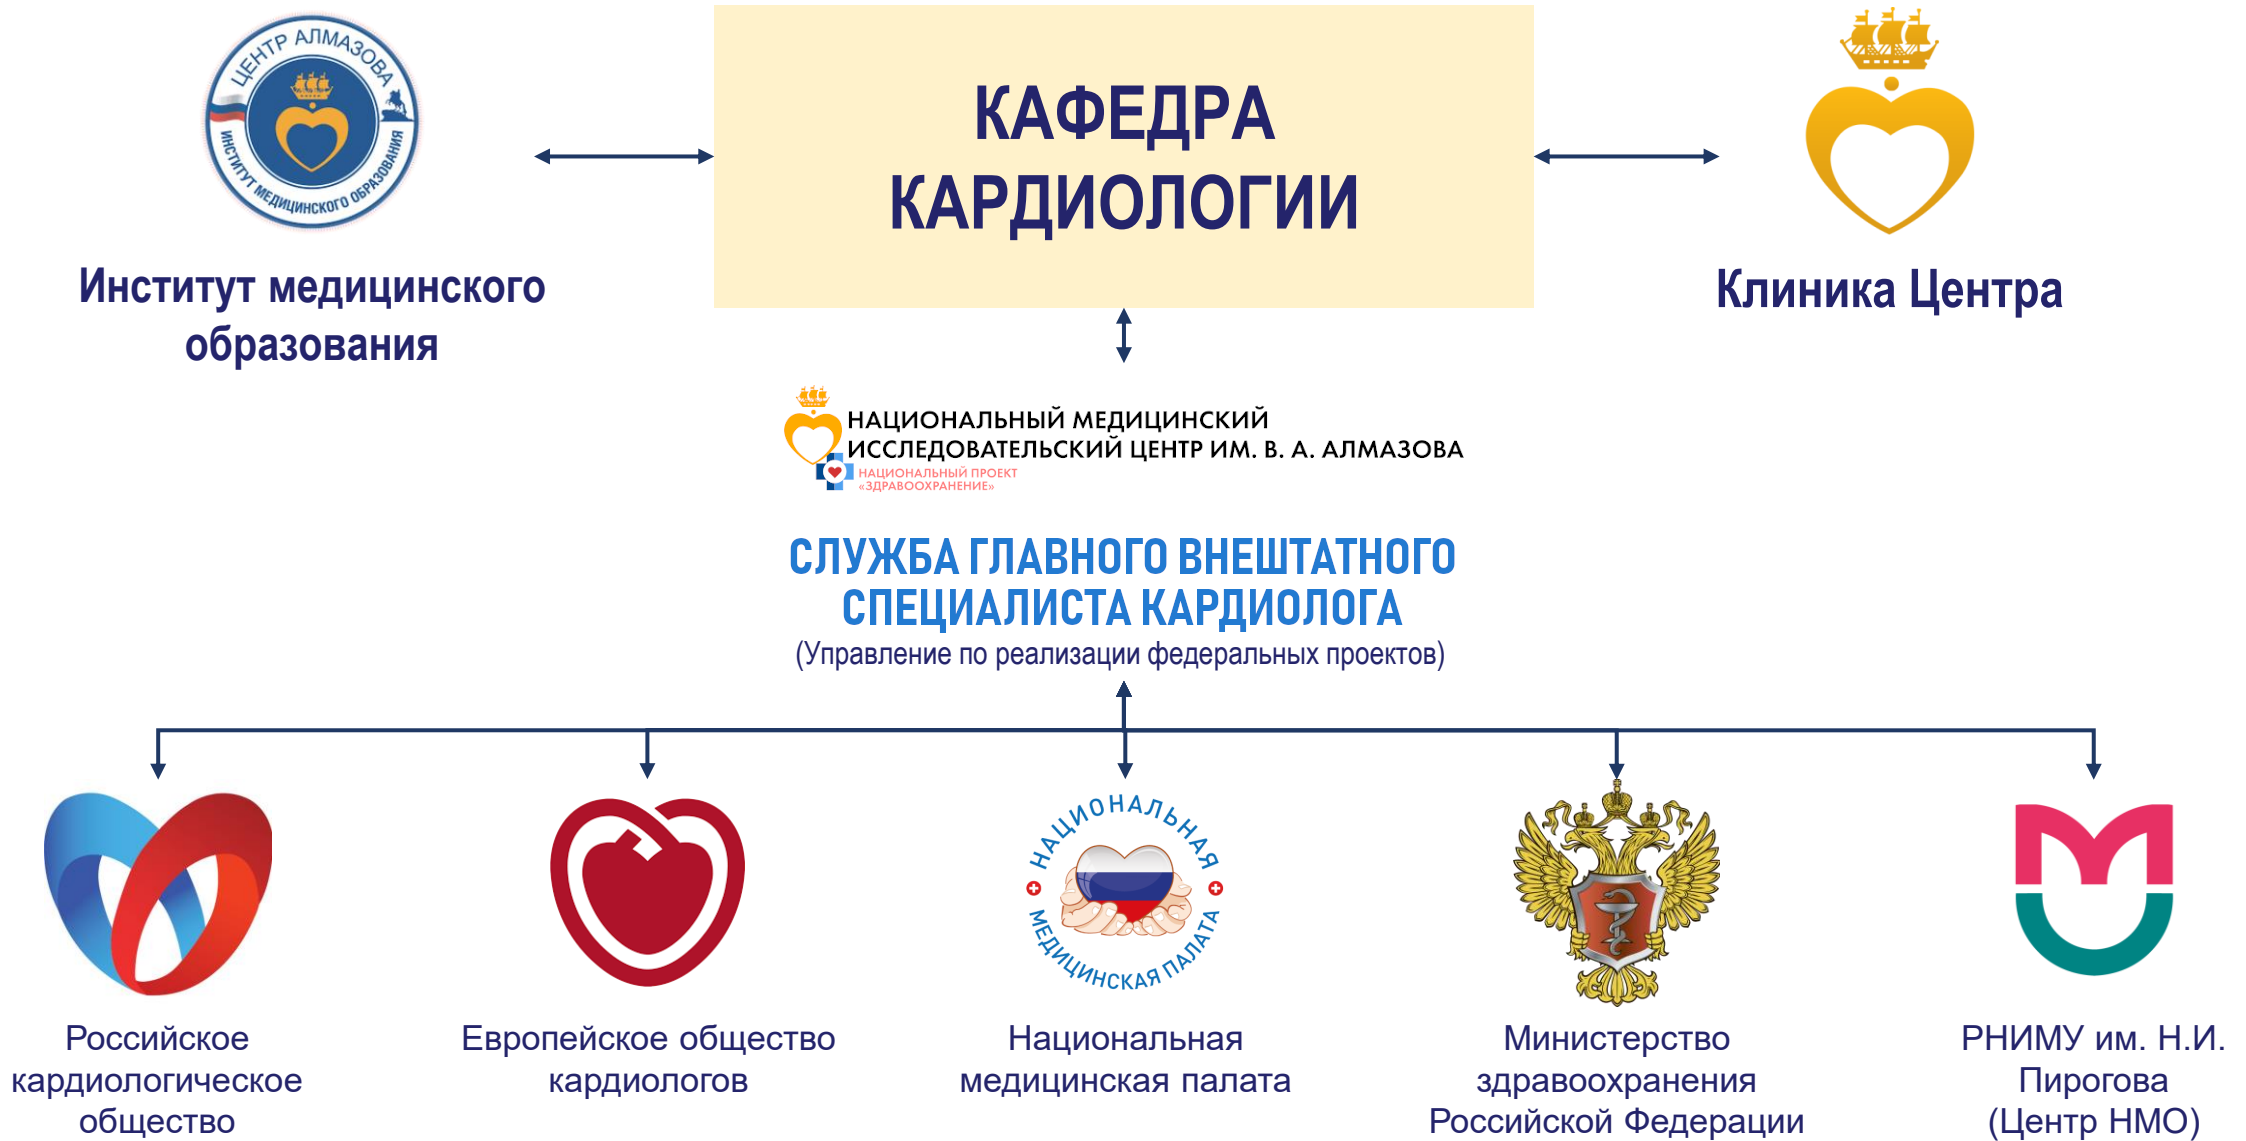 ЦЕНТР АЛМАЗОВА
ИНСТИТУТ МЕДИЦИНСКОГО ОБРАЗОВАНИЯ
Институт медицинского
образования
КАФЕДРА
КАРДИОЛОГИИ
Клиника Центра
НАЦИОНАЛЬНЫЙ МЕДИЦИНСКИЙ
ИССЛЕДОВАТЕЛЬСКИЙ ЦЕНТР ИМ. В. А. АЛМАЗОВА
НАЦИОНАЛЬНЫЙ ПРОЕКТ
«ЗДРАВООХРАНЕНИЕ»
СЛУЖБА ГЛАВНОГО ВНЕШТАТНОГО
СПЕЦИАЛИСТА КАРДИОЛОГА
(Управление по реализации федеральных проектов)
НАЦИОНАЛЬНАЯ
МЕДИЦИНСКАЯ ПАЛАТА
Российское
кардиологическое
общество
Европейское общество
кардиологов
Национальная
медицинская палата
Министерство
здравоохранения
Российской Федерации
РНИМУ им. Н.И.
Пирогова
(Центр НМО)